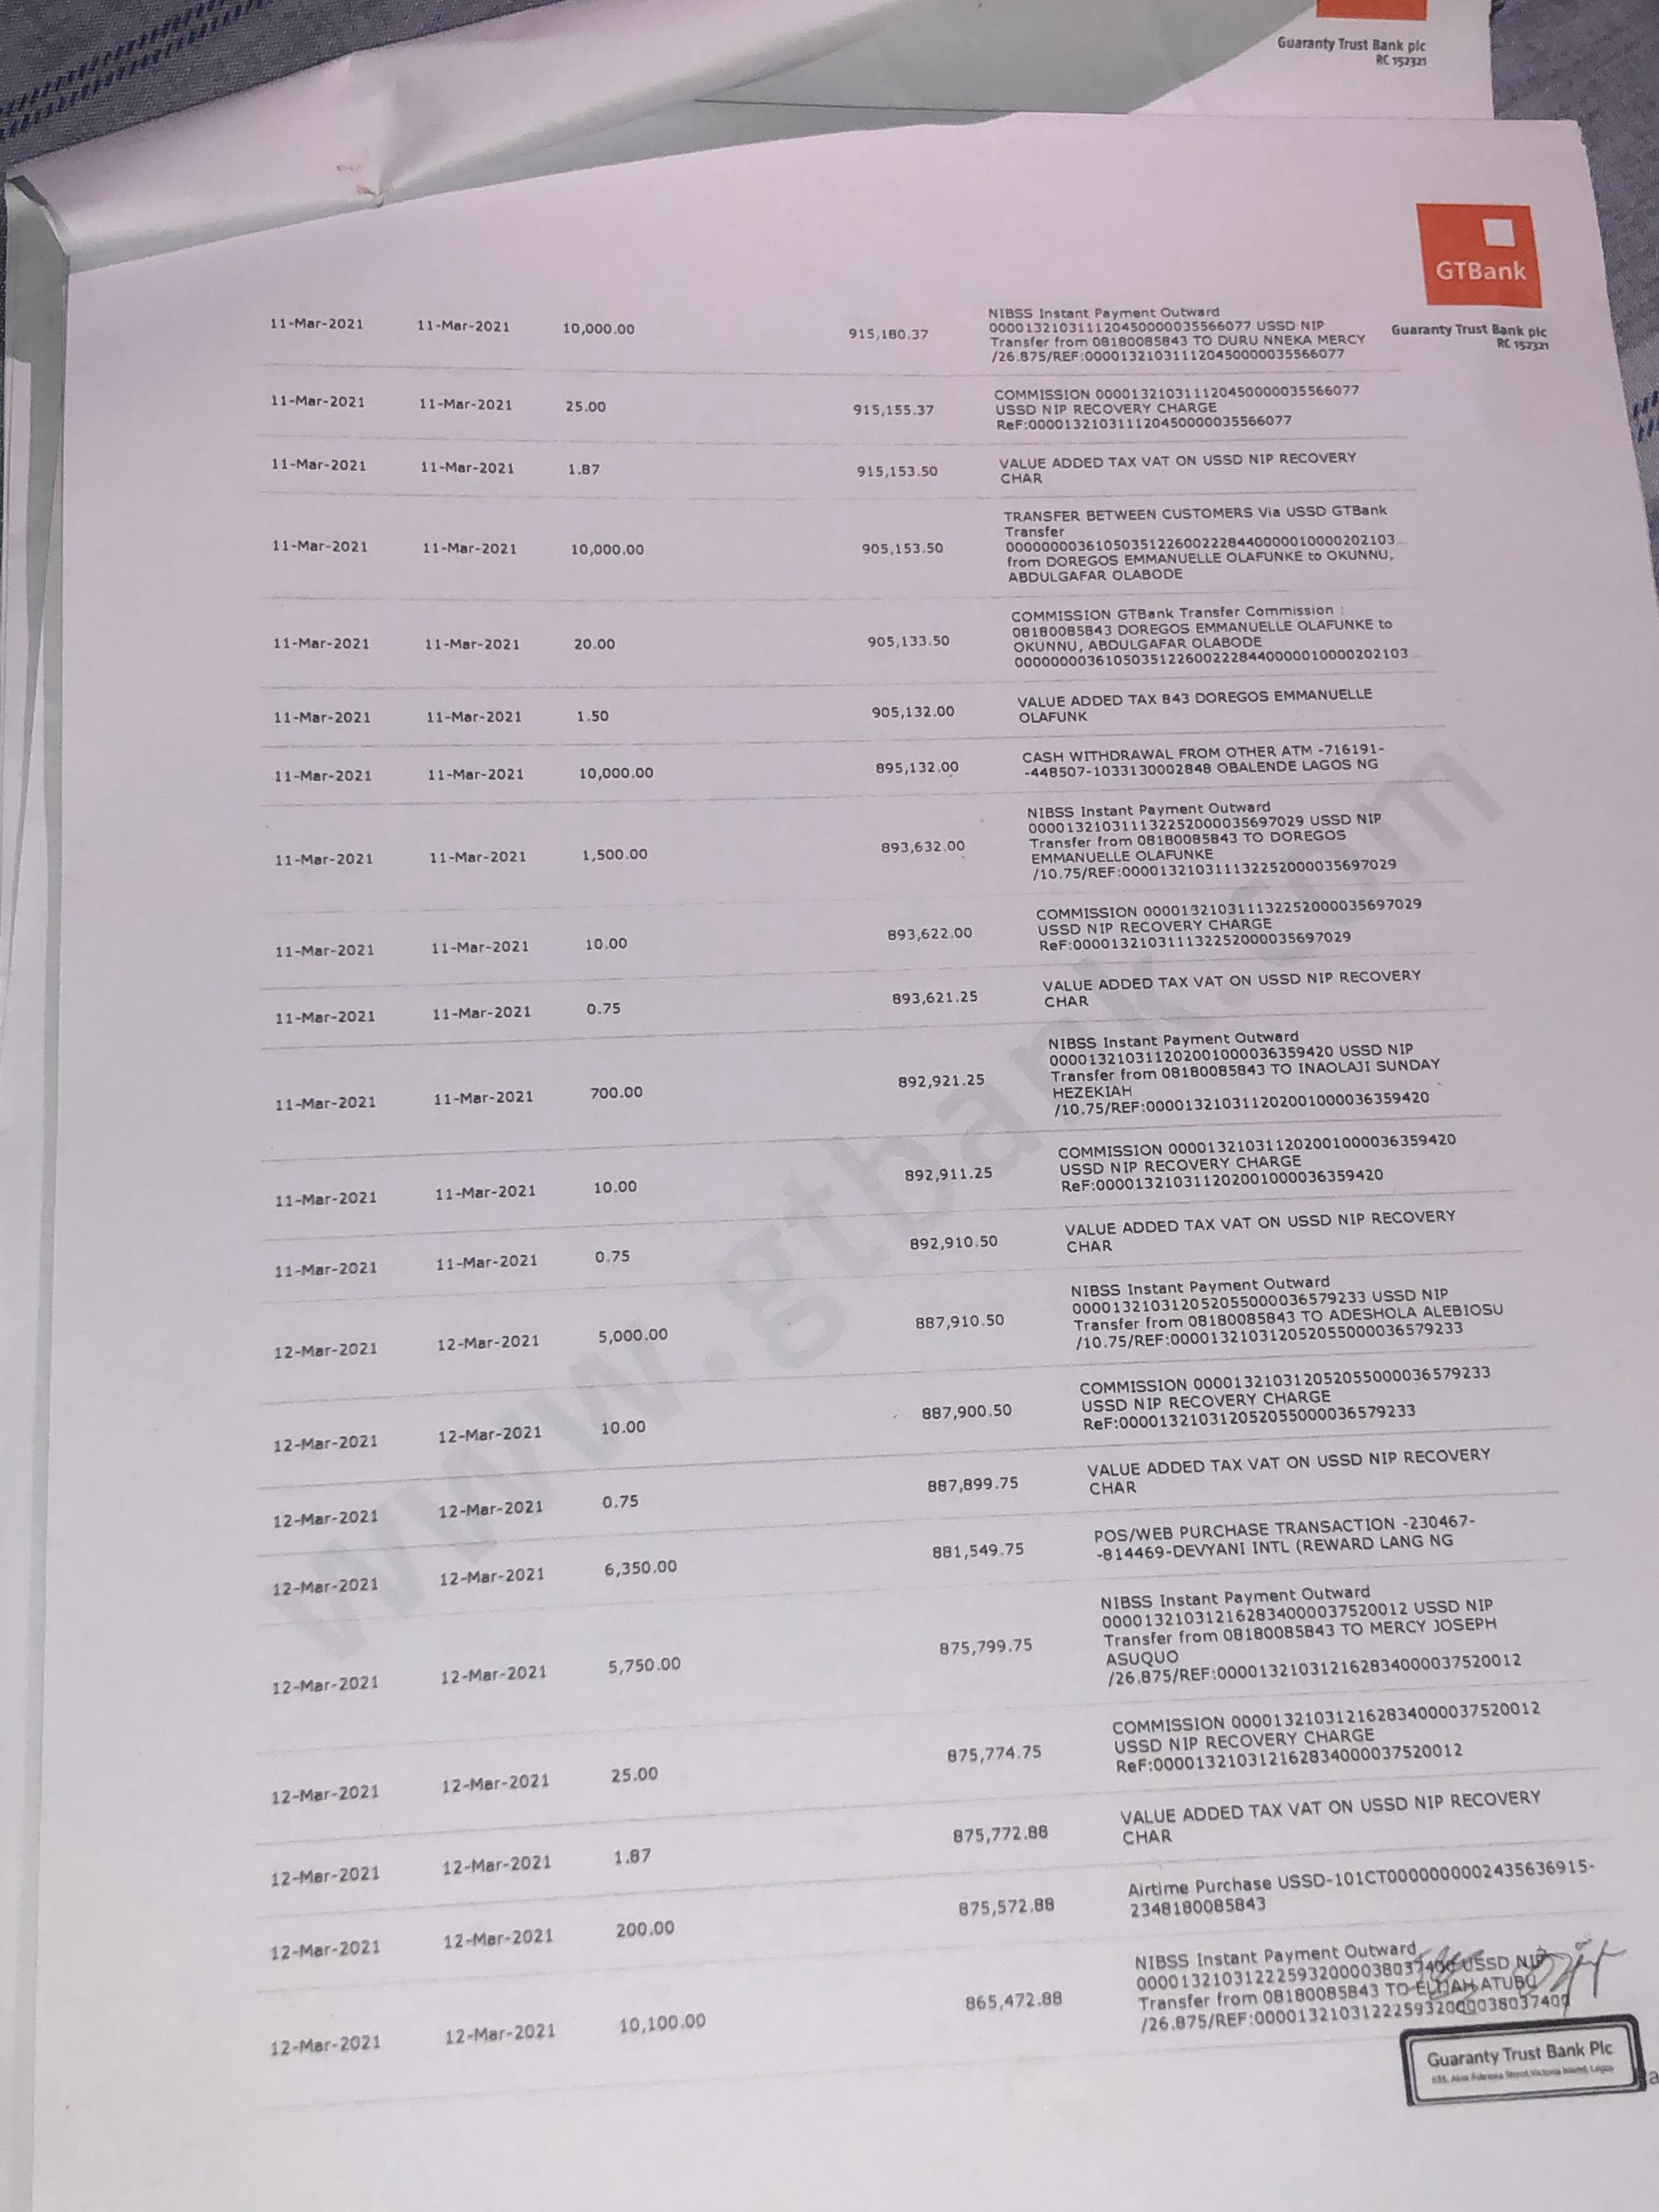 Guaranty Trust Bank plc
RC 152321
GTBank
Guaranty Trust Bank plc
RC 152321
11-Mar-2021 11-Mar-2021 10,000.00 915,180.37 NIBSS Instant Payment Outward
000013210311120450000035566077 USSD NIP
Transfer from 08180085843 TO DURU NNEKA MERCY
/26.875/REF:000013210311120450000035566077
11-Mar-2021 11-Mar-2021 25.00 915,155.37 COMMISSION 000013210311120450000035566077
USSD NIP RECOVERY CHARGE
ReF:000013210311120450000035566077
11-Mar-2021 11-Mar-2021 1.87 915,153.50 VALUE ADDED TAX VAT ON USSD NIP RECOVERY
CHAR
11-Mar-2021 11-Mar-2021 10,000.00 905,153.50 TRANSFER BETWEEN CUSTOMERS Via USSD GTBank
Transfer
from DOREGOS EMMANUELLE OLAFUNKE to OKUNNU,
ABDULGAFAR OLABODE
11-Mar-2021 11-Mar-2021 20.00 905,133.50 COMMISSION GTBank Transfer Commission :
08180085843 DOREGOS EMMANUELLE OLAFUNKE to
OKUNNU, ABDULGAFAR OLABODE
11-Mar-2021 11-Mar-2021 1.50 905,132.00 VALUE ADDED TAX 843 DOREGOS EMMANUELLE
OLAFUNK
11-Mar-2021 11-Mar-2021 10,000.00 895,132.00 CASH WITHDRAWAL FROM OTHER ATM -716191-
-448507-10331300002848 OBALENDE LAGOS NG
11-Mar-2021 11-Mar-2021 1,500.00 893,632.00 NIBSS Instant Payment Outward
000013210311132252000035697029 USSD NIP
Transfer from 08180085843 TO DOREGOS
EMMANUELLE OLAFUNKE
/10.75/REF:000013210311132252000035697029
11-Mar-2021 11-Mar-2021 10.00 893,622.00 COMMISSION 000013210311132252000035697029
USSD NIP RECOVERY CHARGE
ReF:000013210311132252000035697029
11-Mar-2021 11-Mar-2021 0.75 893,621.25 VALUE ADDED TAX VAT ON USSD NIP RECOVERY
CHAR
11-Mar-2021 11-Mar-2021 700.00 892,921.25 NIBSS Instant Payment Outward
000013210311202001000036359420 USSD NIP
Transfer from 08180085843 TO INAOLAJI SUNDAY
HEZEKIAH
/10.75/REF:000013210311202001000036359420
11-Mar-2021 11-Mar-2021 10.00 892,911.25 COMMISSION 000013210311202001000036359420
USSD NIP RECOVERY CHARGE
ReF:000013210311202001000036359420
11-Mar-2021 11-Mar-2021 0.75 892,910.50 VALUE ADDED TAX VAT ON USSD NIP RECOVERY
CHAR
12-Mar-2021 12-Mar-2021 5,000.00 887,910.50 NIBSS Instant Payment Outward
000013210312052055000036579233 USSD NIP
Transfer from 08180085843 TO ADESHOLA ALEBIOSU
/10.75/REF:000013210312052055000036579233
12-Mar-2021 12-Mar-2021 10.00 887,900.50 COMMISSION 000013210312052055000036579233
USSD NIP RECOVERY CHARGE
ReF:000013210312052055000036579233
12-Mar-2021 12-Mar-2021 0.75 887,899.75 VALUE ADDED TAX VAT ON USSD NIP RECOVERY
CHAR
12-Mar-2021 12-Mar-2021 6,350.00 881,549.75 POS/WEB PURCHASE TRANSACTION -230467-
-814469-DEVYANI INTL (REWARD LANG NG
12-Mar-2021 12-Mar-2021 5,750.00 875,799.75 NIBSS Instant Payment Outward
000013210312162834000037520012 USSD NIP
Transfer from 08180085843 TO MERCY JOSEPH
ASUQUO
/26.875/REF:000013210312162834000037520012
12-Mar-2021 12-Mar-2021 25.00 875,774.75 COMMISSION 000013210312162834000037520012
USSD NIP RECOVERY CHARGE
ReF:000013210312162834000037520012
12-Mar-2021 12-Mar-2021 1.87 875,772.88 VALUE ADDED TAX VAT ON USSD NIP RECOVERY
CHAR
12-Mar-2021 12-Mar-2021 200.00 875,572.88 Airtime Purchase USSD-101CT0000000002435636915-
2348180085843
12-Mar-2021 12-Mar-2021 10,100.00 865,472.88 NIBSS Instant Payment Outward
USSD NIP
Transfer from 08180085843 TO ELIJAH ATUBO
/26.875/REF:000013210312225932000038037400
Guaranty Trust Bank Plc
www.gtbank.com